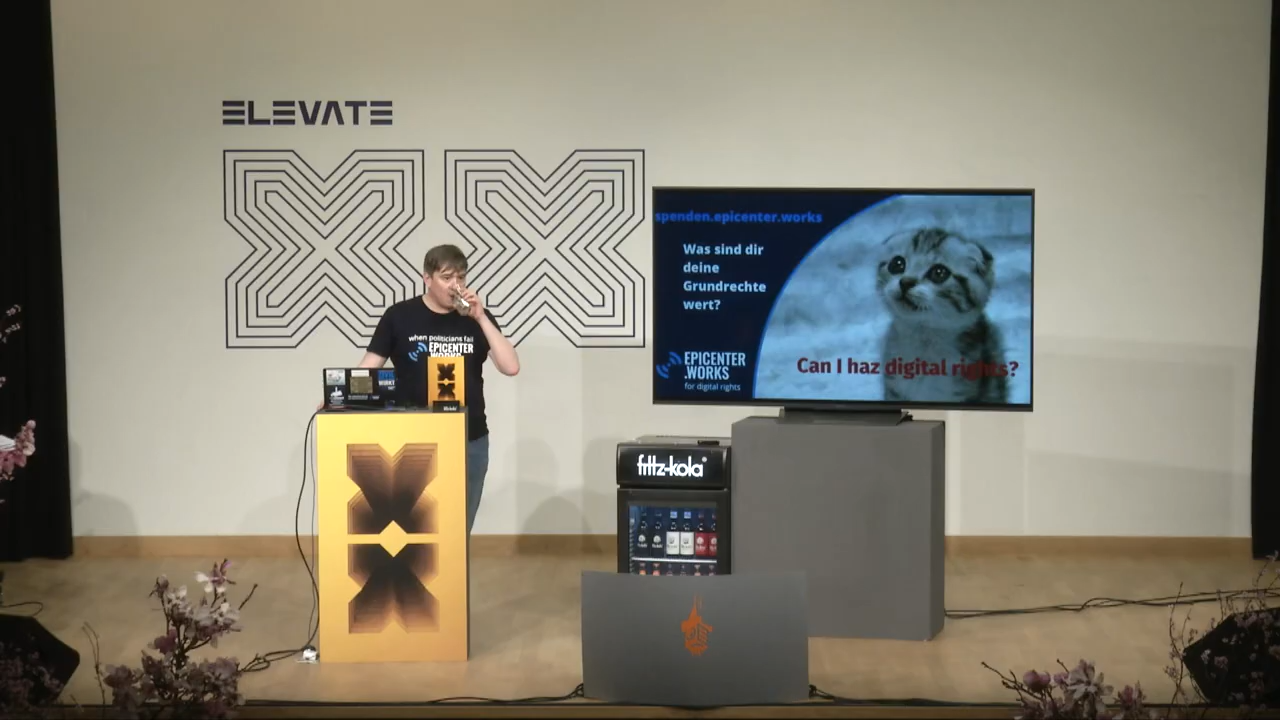 ELEVATE
spenden.epicenter.works
Was sind dir
deine
Grundrechte
wert?
EPICENTER
.WORKS
for digital rights
Can I haz digital rights?
when politicians fail
EPICENTER
.WORKS
fritz-kola